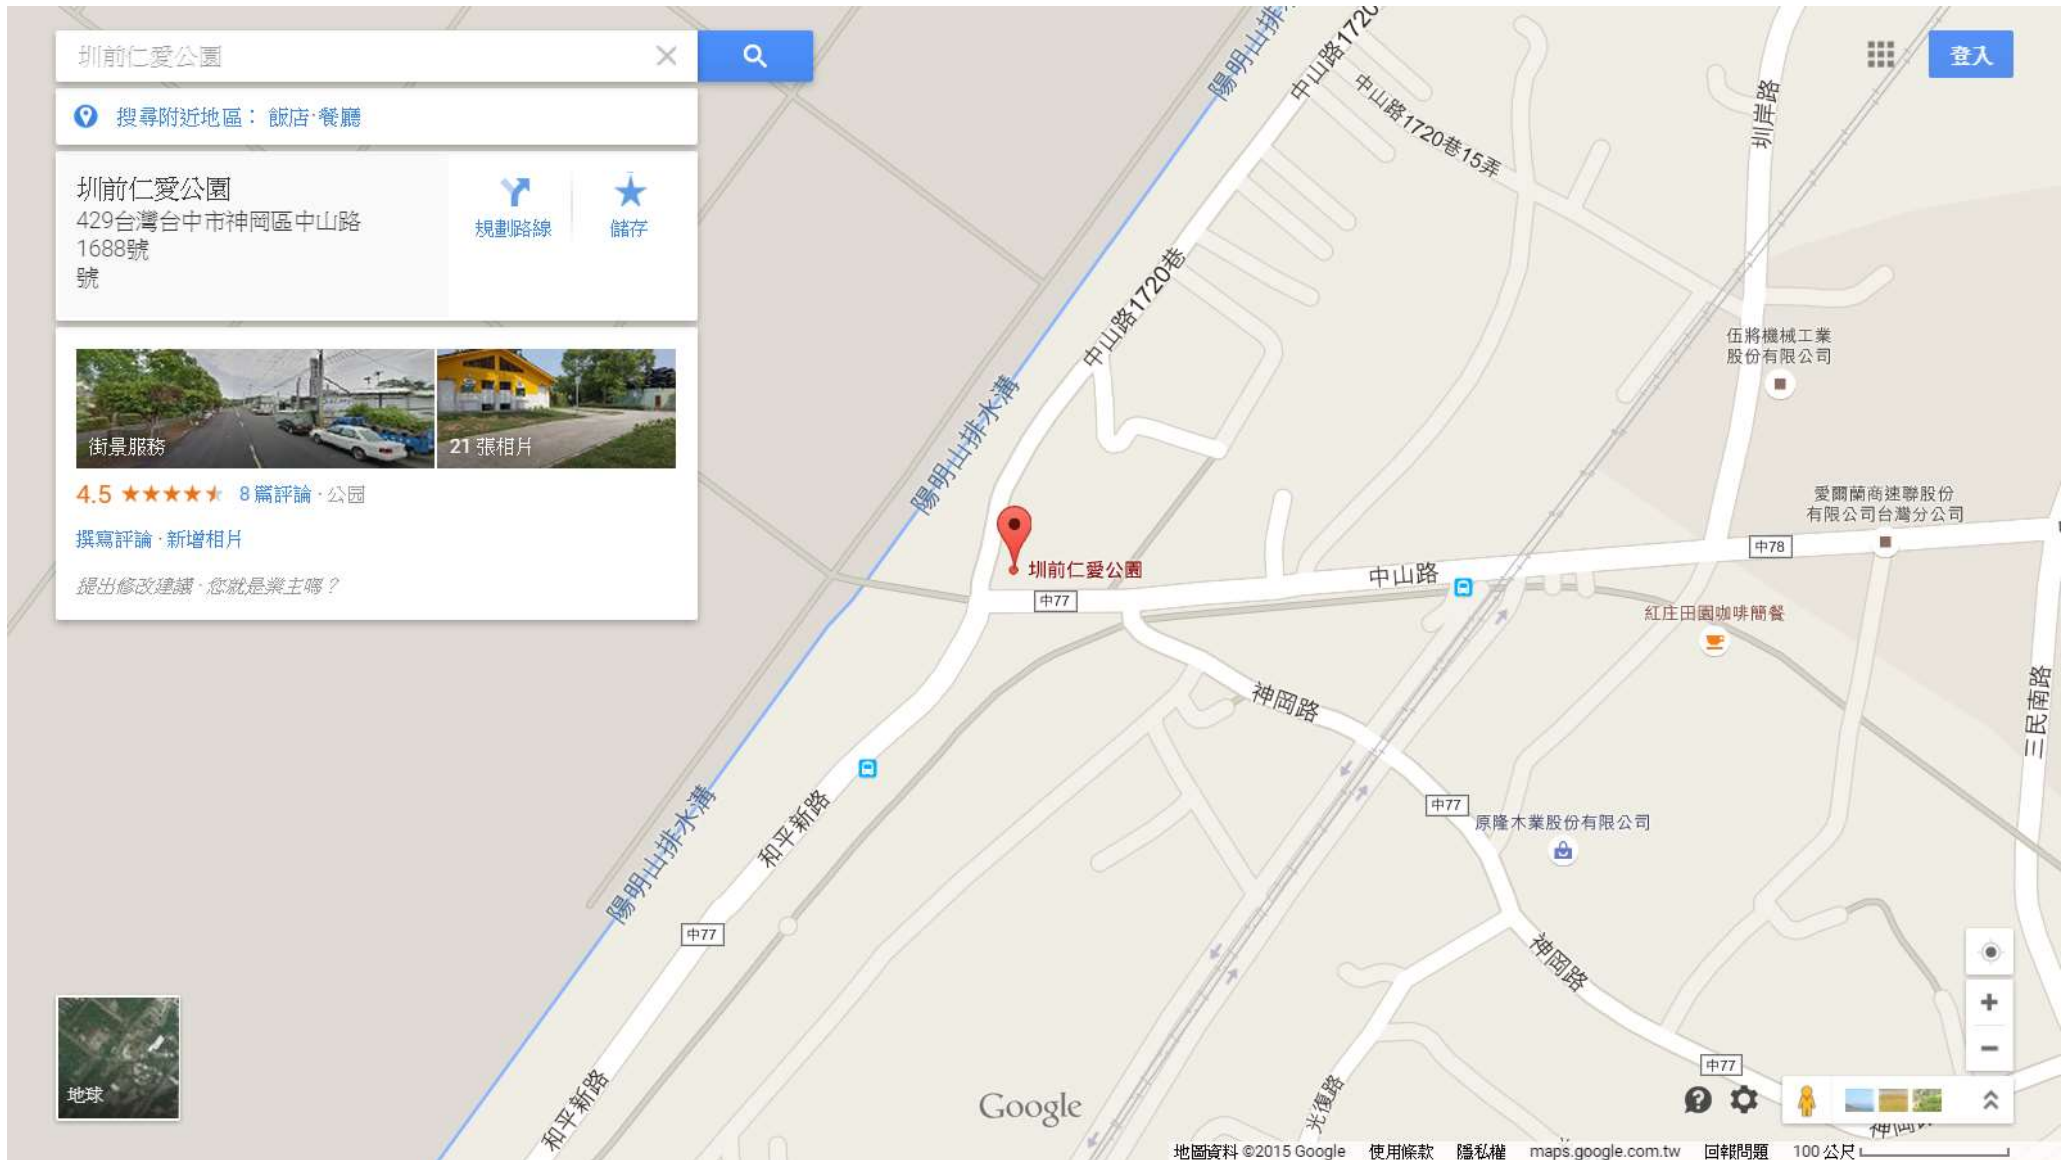 圳前仁愛公園
登入
搜尋附近地區： 飯店·餐廳
圳前仁愛公園
429台灣台中市神岡區中山路
1688號
號
規劃路線
儲存
街景服務
21 張相片
4.5 ★★★★★ 8 篇評論 · 公园
撰寫評論 · 新增相片
提出修改建議 · 您就是業主嗎？
陽明山排
中山路1720
中山路1720巷15弄
圳岸路
中山路1720巷
伍將機械工業
股份有限公司
陽明山排水溝
愛爾蘭商速聯股份
有限公司台灣分公司
中78
圳前仁愛公園
中山路
中77
紅庄田園咖啡簡餐
三民南路
神岡路
和平新路
陽明山排水溝
中77
原隆木業股份有限公司
中77
神岡路
中77
和平新路
光復路
地球
Google
地圖資料 ©2015 Google 使用條款 隱私權 maps.google.com.tw 回報問題 100 公尺